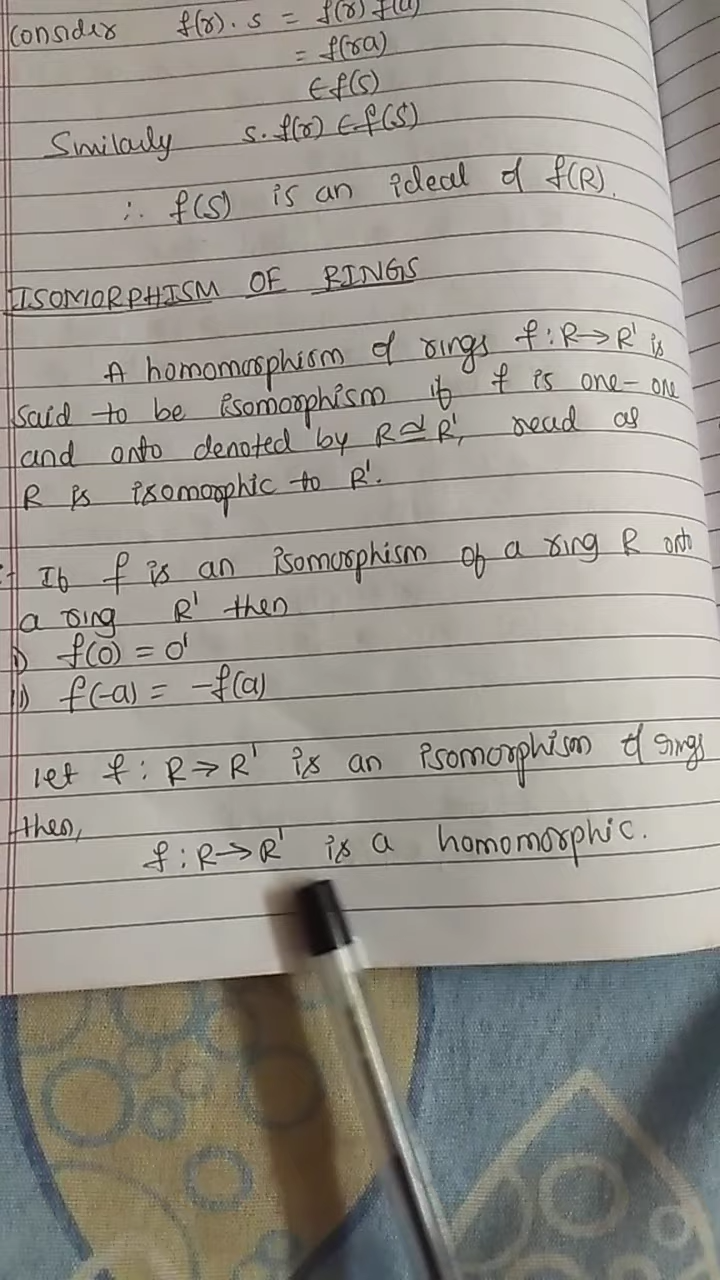 Consider f(r). s = f(r) f(a)
= f(ra)
∈ f(S)
Similarly s. f(r) ∈ f(S)
∴ f(S) is an ideal of f(R).
ISOMORPHISM OF RINGS
A homomorphism of rings f : R → R' is
said to be isomorphism if f is one-one
and onto denoted by R ≅ R', read as
R is isomorphic to R'.
:- If f is an isomorphism of a ring R onto
a ring R' then
i) f(0) = 0'
ii) f(-a) = -f(a)
let f : R → R' is an isomorphism of rings
then,
f : R → R' is a homomorphic.